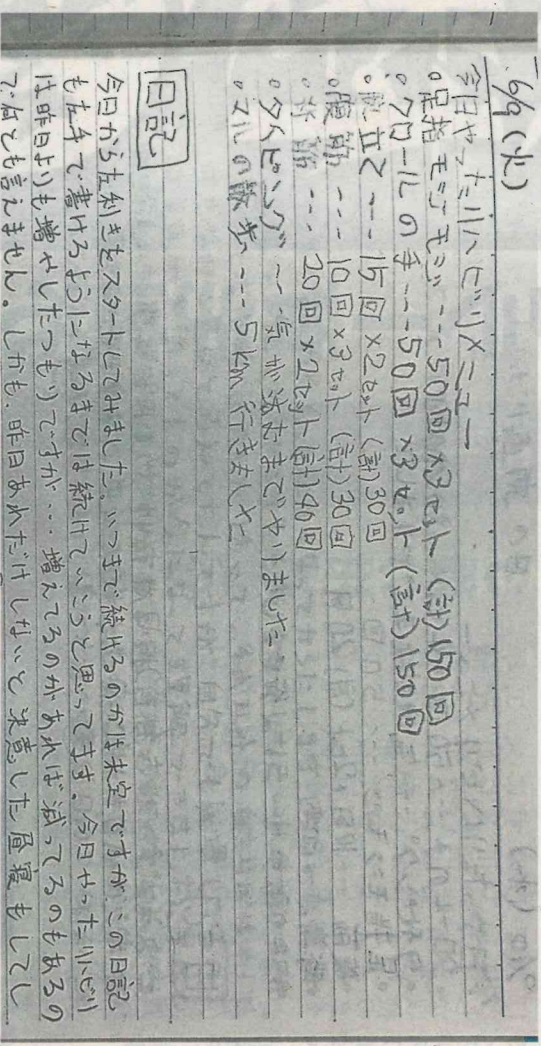 6/9 (火)
今日やったリハビリメニュー
○足指モジモジ---50回×3セット (計)150回
○クロールの手---50回×3セット (計)150回
○腕立て---15回×2セット (計)30回
○腹筋---10回×3セット (計)30回
○背筋---20回×2セット (計)40回
○タイピング～気が済むまでやりました
○マルの散歩---5km行きました
日記
今日から左利きをスタートしてみました。いつまで続けるのかは未定ですが、この日記
も左手で書けるようになるまでは続けていこうと思ってます。今日やったリハビリ
は昨日よりも増やしたつもりですが…増えてるのがあれば減ってるのもあるの
で何とも言えません。しかも、昨日あれだけしないと決意した昼寝もしてし